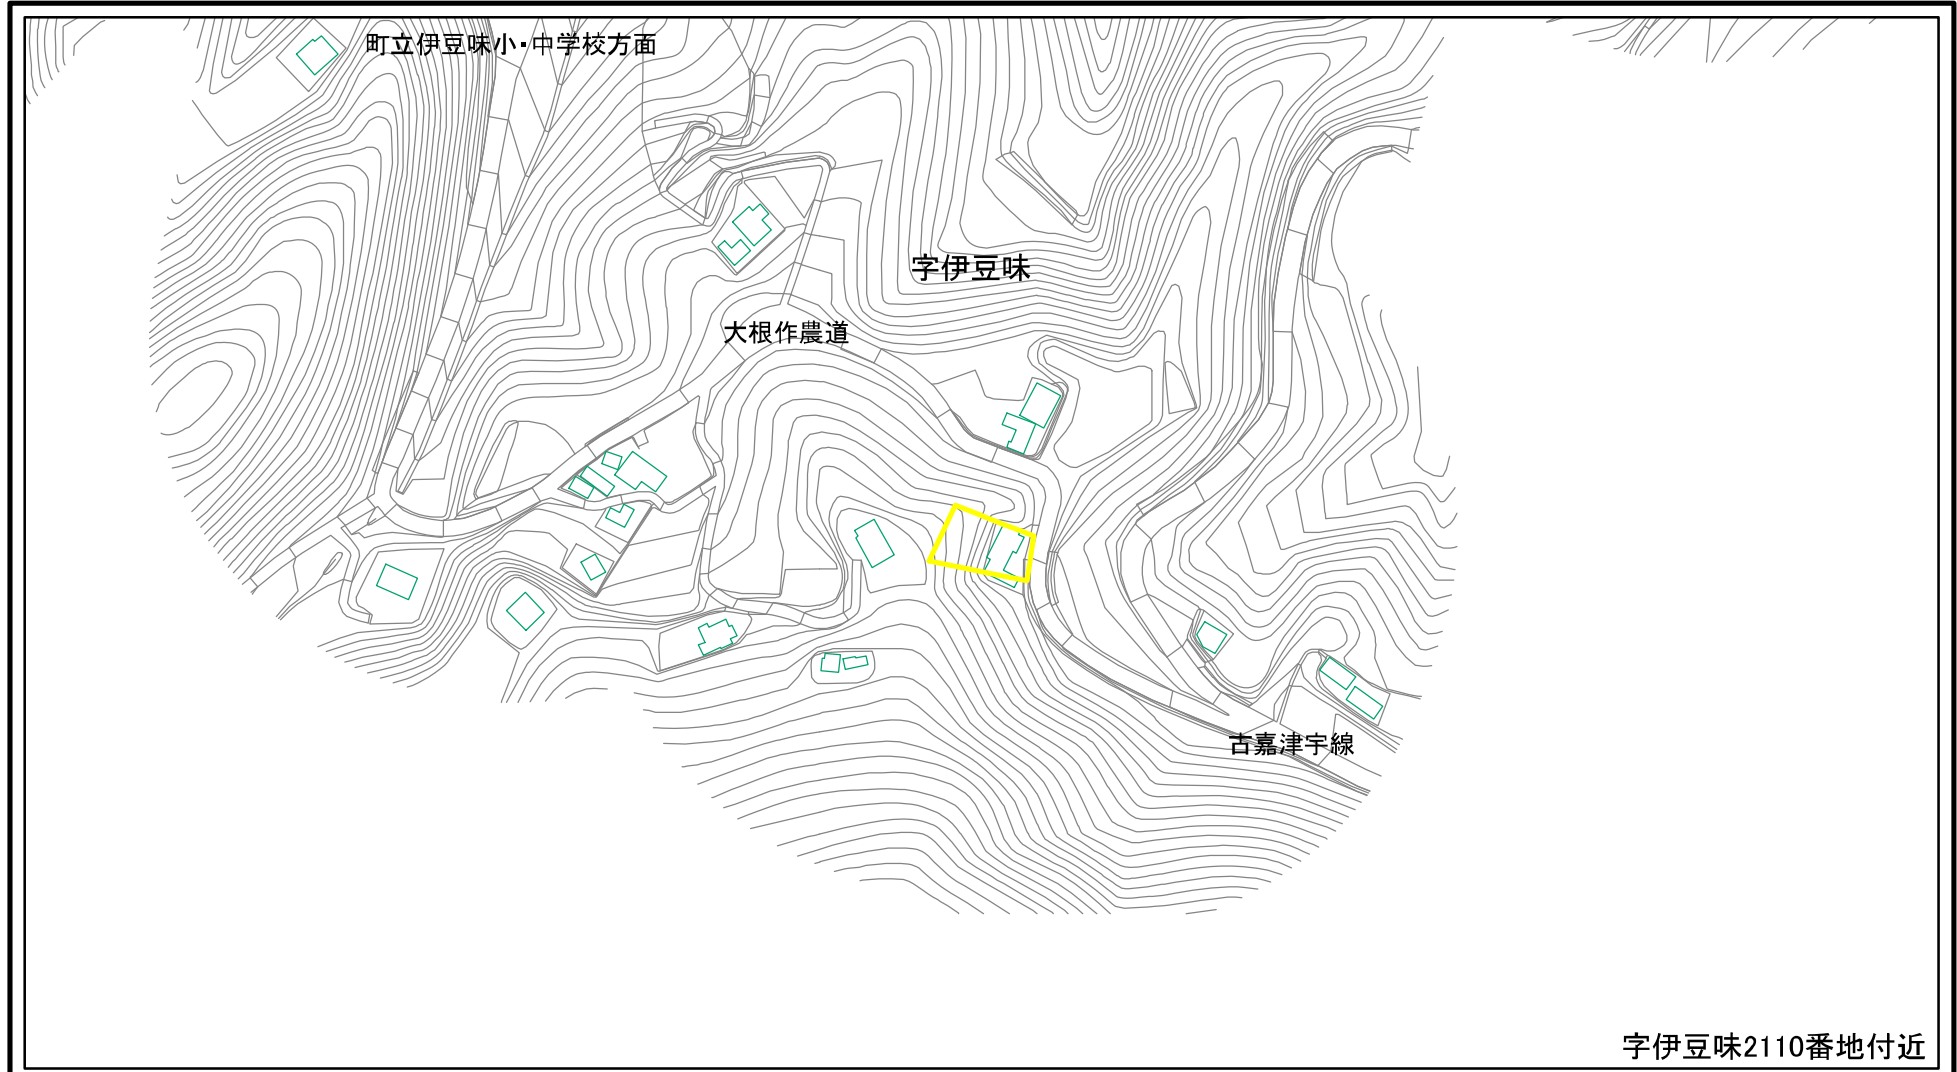 町立伊豆味小・中学校方面
字伊豆味
大根作農道
古嘉津宇線
字伊豆味2110番地付近